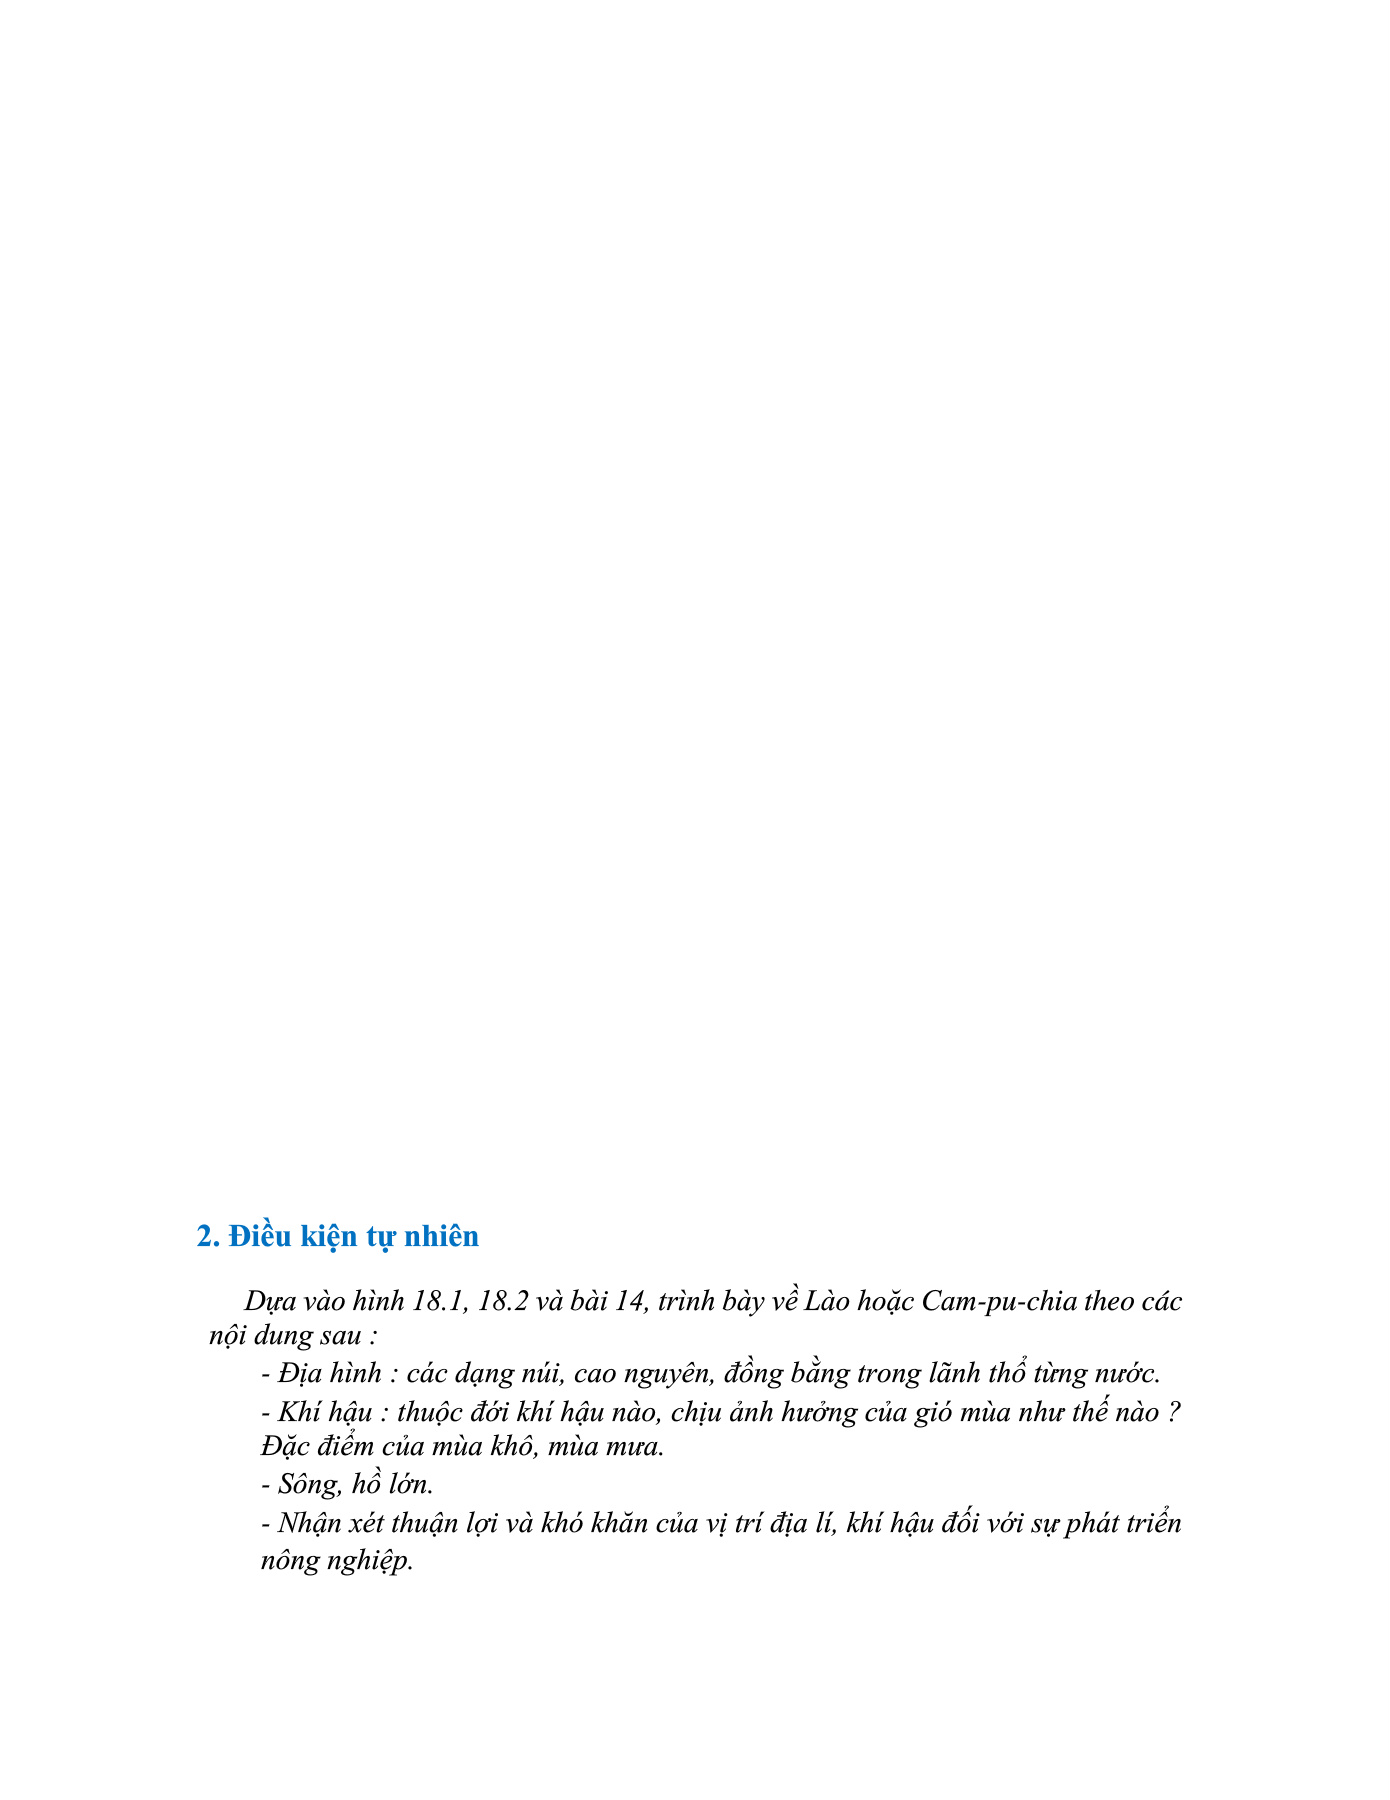 2. Điều kiện tự nhiên
Dựa vào hình 18.1, 18.2 và bài 14, trình bày về Lào hoặc Cam-pu-chia theo các
nội dung sau :
- Địa hình : các dạng núi, cao nguyên, đồng bằng trong lãnh thổ từng nước.
- Khí hậu : thuộc đới khí hậu nào, chịu ảnh hưởng của gió mùa như thế nào ?
Đặc điểm của mùa khô, mùa mưa.
- Sông, hồ lớn.
- Nhận xét thuận lợi và khó khăn của vị trí địa lí, khí hậu đối với sự phát triển
nông nghiệp.